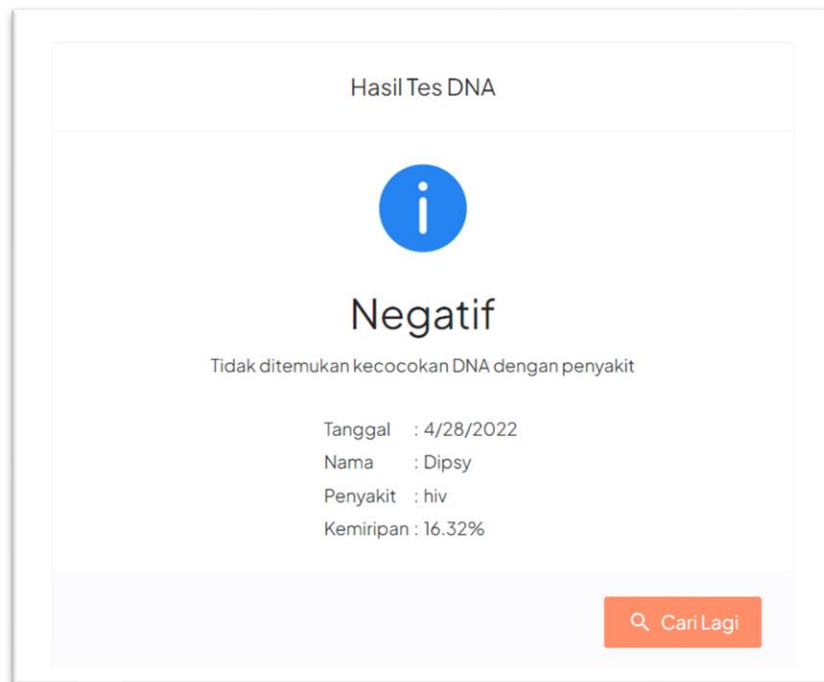 Hasil Tes DNA
Negatif
Tidak ditemukan kecocokan DNA dengan penyakit
Tanggal : 4/28/2022
Nama : Dipsy
Penyakit : hiv
Kemiripan : 16.32%
Cari Lagi